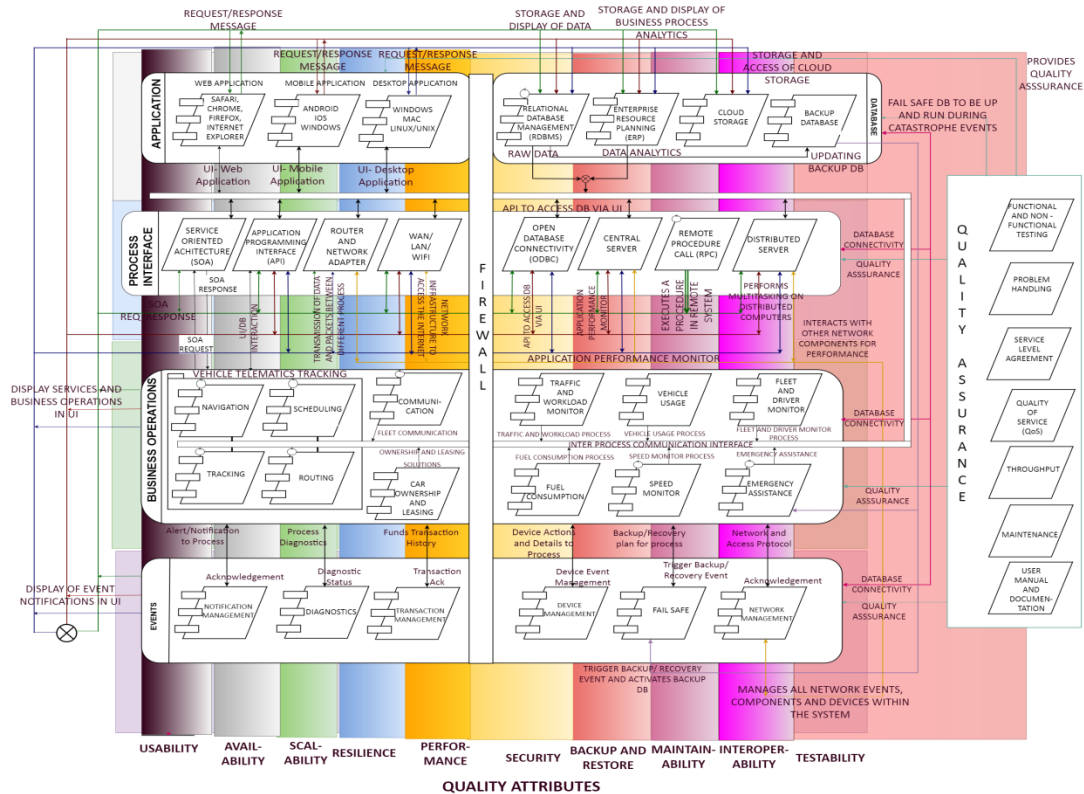 REQUEST/RESPONSE
MESSAGE
STORAGE AND
DISPLAY OF DATA
STORAGE AND DISPLAY OF
BUSINESS PROCESS
ANALYTICS
REQUEST/RESPONSE
MESSAGE
REQUEST/RESPONSE
MESSAGE
STORAGE AND
ACCESS OF CLOUD
STORAGE
PROVIDES
QUALITY
ASSSURANCE
APPLICATION
WEB APPLICATION
SAFARI,
CHROME,
FIREFOX,
INTERNET
EXPLORER
MOBILE APPLICATION
ANDROID
IOS
WINDOWS
DESKTOP APPLICATION
WINDOWS
MAC
LINUX/UNIX
RELATIONAL
DATABASE
MANAGEMENT
(RDBMS)
ENTERPRISE
RESOURCE
PLANNING
(ERP)
CLOUD
STORAGE
BACKUP
DATABASE
DATABASE
FAIL SAFE DB TO BE UP
AND RUN DURING
CATASTROPHE EVENTS
RAW DATA
DATA ANALYTICS
UPDATING
BACKUP DB
UI- Web
Application
UI- Mobile
Application
UI- Desktop
Application
API TO ACCESS DB VIA UI
FIREWALL
PROCESS
INTERFACE
SERVICE
ORIENTED
ACHITECTURE
(SOA)
APPLICATION
PROGRAMMING
INTERFACE (API)
ROUTER
AND
NETWORK
ADAPTER
WAN/
LAN/
WIFI
OPEN
DATABASE
CONNECTIVITY
(ODBC)
CENTRAL
SERVER
REMOTE
PROCEDURE
CALL (RPC)
DISTRIBUTED
SERVER
DATABASE
CONNECTIVITY
QUALITY
ASSSURANCE
SOA
RESPONSE
SOA
REQ/RESPONSE
SOA
REQUEST
UI/DB
INTERACTION
TRANSMISSION OF DATA
AND PACKETS BETWEEN
DIFFERENT PROCESS
NETWORK
INFRASTRUCTURE TO
ACCESS THE INTERNET
API TO ACCESS DB
VIA UI
APPLICATION
PERFORMANCE
MONITOR
EXECUTES A
PROCEDURE
IN REMOTE
SYSTEM
PERFORMS
MULTITASKING ON
DISTRIBUTED
COMPUTERS
INTERACTS WITH
OTHER NETWORK
COMPONENTS FOR
PERFORMANCE
APPLICATION PERFORMANCE MONITOR
DISPLAY SERVICES AND
BUSINESS OPERATIONS
IN UI
BUSINESS OPERATIONS
VEHICLE TELEMATICS TRACKING
NAVIGATION
SCHEDULING
COMMUNI-
CATION
TRAFFIC
AND
WORKLOAD
MONITOR
VEHICLE
USAGE
FLEET AND
DRIVER
MONITOR
DATABASE
CONNECTIVITY
FLEET COMMUNICATION
TRAFFIC AND WORKLOAD PROCESS
VEHICLE USAGE PROCESS
FLEET AND DRIVER MONITOR
PROCESS
INTER PROCESS COMMUNICATION INTERFACE
OWNERSHIP AND LEASING
SOLUTIONS
FUEL CONSUMPTION PROCESS
SPEED MONITOR PROCESS
EMERGENCY ASSISTANCE
TRACKING
ROUTING
CAR
OWNERSHIP
AND
LEASING
FUEL
CONSUMPTION
SPEED
MONITOR
EMERGENCY
ASSISTANCE
QUALITY
ASSSURANCE
Alert/Notification
to Process
Process
Diagnostics
Funds Transaction
History
Device Actions
and Details to
Process
Backup/Recovery
plan for process
Network and
Access Protocol
DISPLAY OF EVENT
NOTIFICATIONS IN UI
EVENTS
Acknowledgement
Diagnostic
Status
Transaction
Ack
Device Event
Management
Trigger Backup/
Recovery Event
Acknowledgement
NOTIFICATION
MANAGEMENT
DIAGNOSTICS
TRANSACTION
MANAGEMENT
DEVICE
MANAGEMENT
FAIL SAFE
NETWORK
MANAGEMENT
DATABASE
CONNECTIVITY
QUALITY
ASSSURANCE
TRIGGER BACKUP/ RECOVERY
EVENT AND ACTIVATES BACKUP
DB
MANAGES ALL NETWORK EVENTS,
COMPONENTS AND DEVICES WITHIN
THE SYSTEM
QUALITY ASSURANCE
FUNCTIONAL
AND NON -
FUNCTIONAL
TESTING
PROBLEM
HANDLING
SERVICE
LEVEL
AGREEMENT
QUALITY
OF
SERVICE
(QoS)
THROUGHPUT
MAINTENANCE
USER
MANUAL AND
DOCUMEN-
TATION
USABILITY
AVAIL-
ABILITY
SCAL-
ABILITY
RESILIENCE
PERFOR-
MANCE
SECURITY
BACKUP AND
RESTORE
MAINTAIN-
ABILITY
INTEROPER-
ABILITY
TESTABILITY
QUALITY ATTRIBUTES